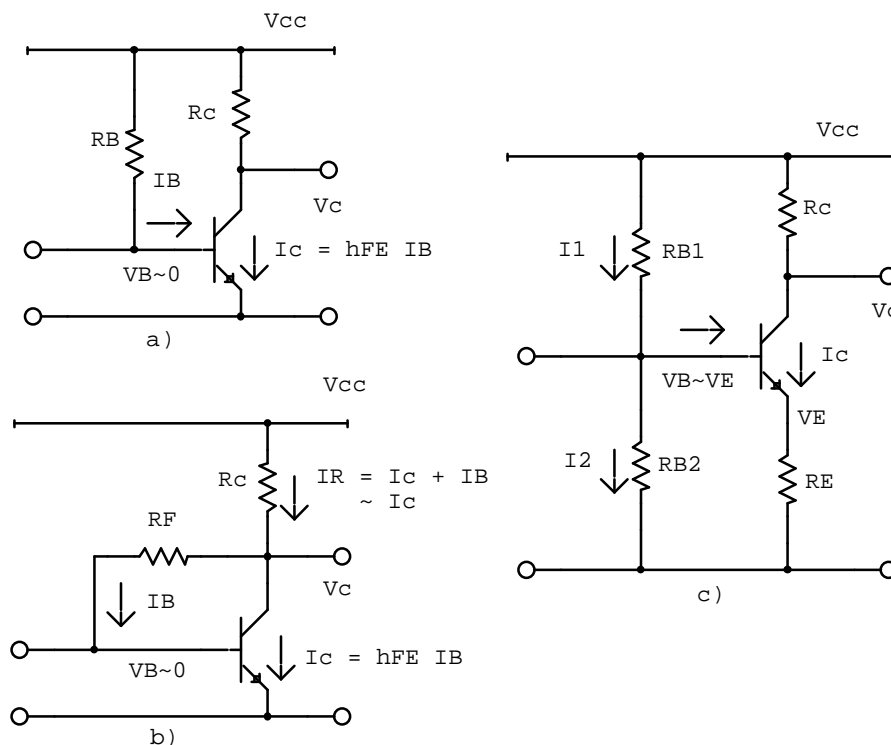 Vcc
Rc
RB
IB
Vc
Ic = hFE IB
VB~0
a)
Vcc
Rc
IR = Ic + IB
~ Ic
RF
Vc
IB
Ic = hFE IB
VB~0
b)
Vcc
Rc
I1
RB1
Vc
Ic
VB~VE
VE
I2
RB2
RE
c)